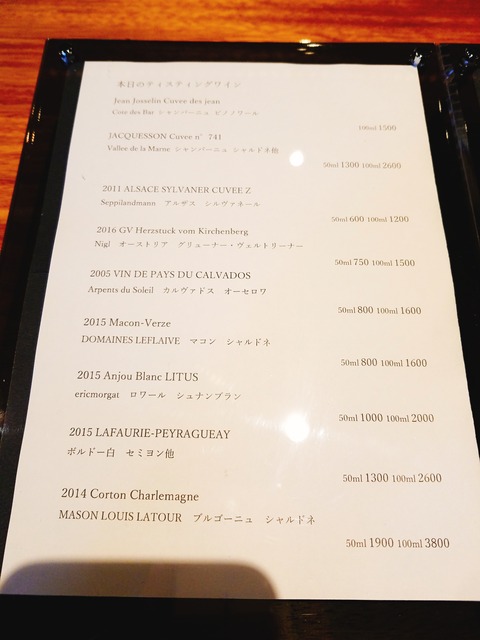 本日のテイスティングワイン
Jean Josselin Cuvee des jean
Cote des Bar シャンパーニュ ピノノワール
100ml 1500
JACQUESSON Cuvee n° 741
Vallee de la Marne シャンパーニュ シャルドネ他
50ml 1300 100ml 2600
2011 ALSACE SYLVANER CUVEE Z
Seppilandmann アルザス シルヴァネール
50ml 600 100ml 1200
2016 GV Herzstuck vom Kirchenberg
Nigl オーストリア グリューナー・ヴェルトリーナー
50ml 750 100ml 1500
2005 VIN DE PAYS DU CALVADOS
Arpents du Soleil カルヴァドス オーセロワ
50ml 800 100ml 1600
2015 Macon-Verze
DOMAINES LEFLAIVE マコン シャルドネ
50ml 800 100ml 1600
2015 Anjou Blanc LITUS
ericmorgat ロワール シュナンブラン
50ml 1000 100ml 2000
2015 LAFAURIE-PEYRAGUEAY
ボルドー白 セミヨン他
50ml 1300 100ml 2600
2014 Corton Charlemagne
MASON LOUIS LATOUR ブルゴーニュ シャルドネ
50ml 1900 100ml 3800